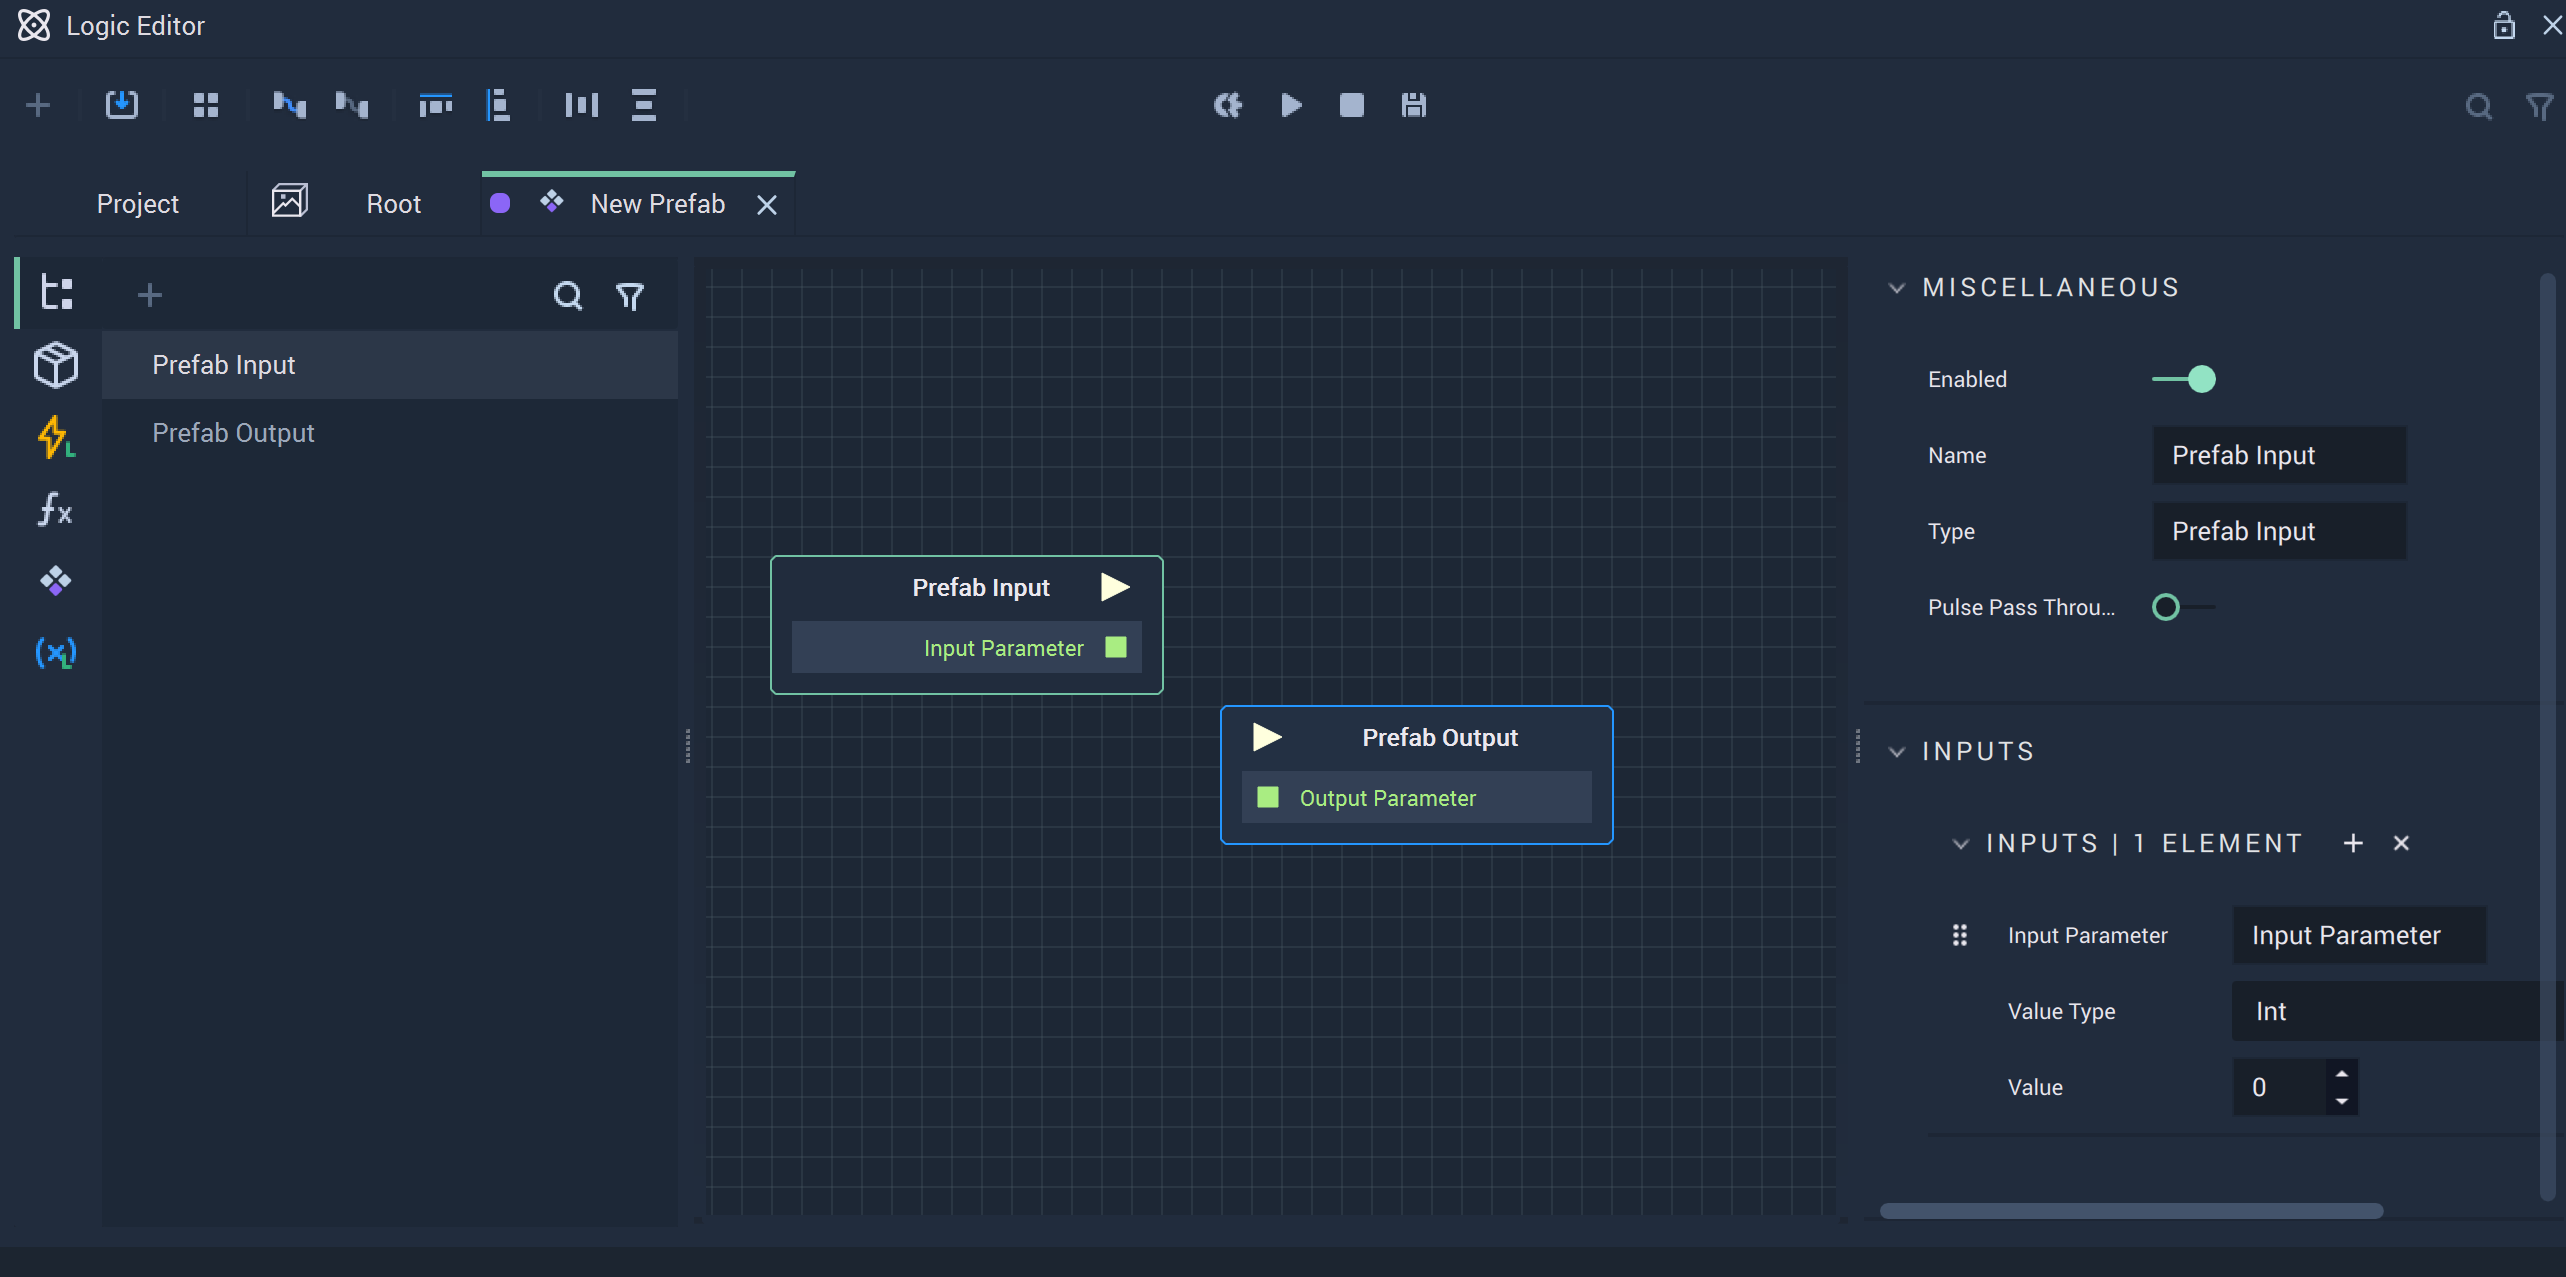 Logic Editor
Project
Root
New Prefab
Prefab Input
Prefab Output
Prefab Input
Input Parameter
Prefab Output
Output Parameter
MISCELLANEOUS
Enabled
Name
Prefab Input
Type
Prefab Input
Pulse Pass Throu...
INPUTS
INPUTS | 1 ELEMENT
Input Parameter
Input Parameter
Value Type
Int
Value
0